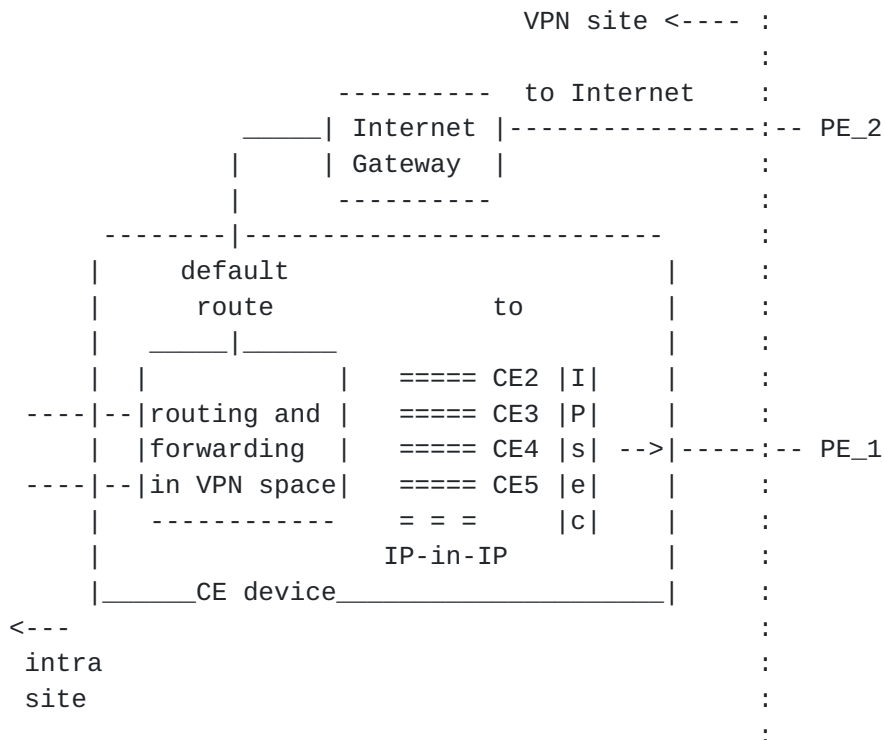 VPN site <---- :
                                                :
                     ----------  to Internet    :
               _____| Internet |----------------:-- PE_2
              |     | Gateway  |                :
              |      ----------                 :
      --------|---------------------------      :
     |     default                        |     :
     |      route              to         |     :
     |   _____|______                     |     :
     |  |            |   ===== CE2 |I|    |     :
 ----|--|routing and |   ===== CE3 |P|    |     :
     |  |forwarding  |   ===== CE4 |s| -->|-----:-- PE_1
 ----|--|in VPN space|   ===== CE5 |e|    |     :
     |   ------------    = = =     |c|    |     :
     |                  IP-in-IP          |     :
     |______CE device_____________________|     :
<---                                            :
 intra                                          :
 site                                           :
                                                :